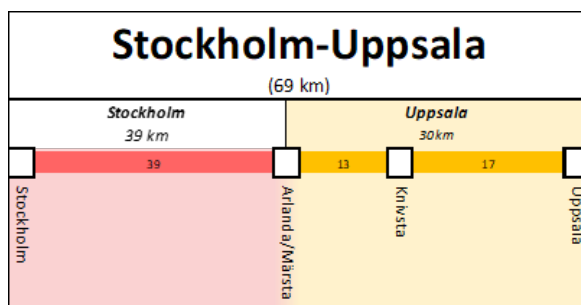 Stockholm-Uppsala
(69 km)
Stockholm
39 km
Uppsala
30km
39
13
17
Stockholm
Arlanda/Märsta
Knivsta
Uppsala